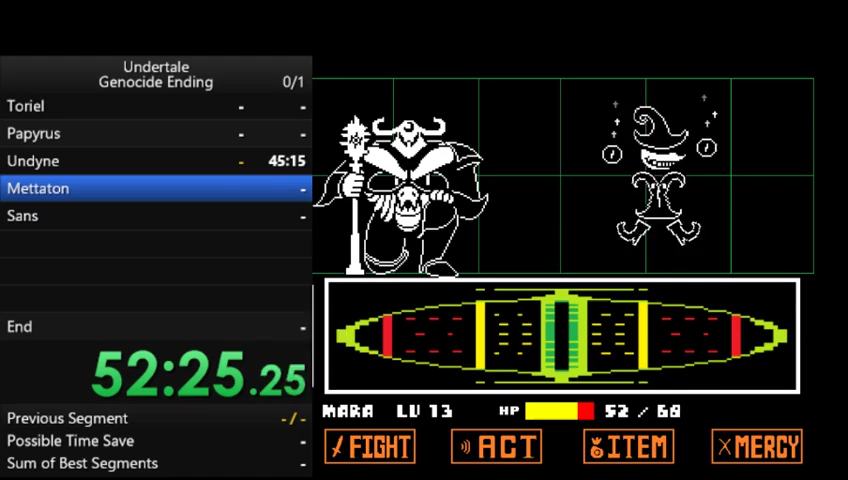 Undertale
Genocide Ending 0/1
Toriel - -
Papyrus - -
Undyne - 45:15
Mettaton -
Sans -
End -
52:25.25
Previous Segment -/-
Possible Time Save -
Sum of Best Segments -
MARA LV 13 HP 52 / 68
FIGHT ACT ITEM MERCY